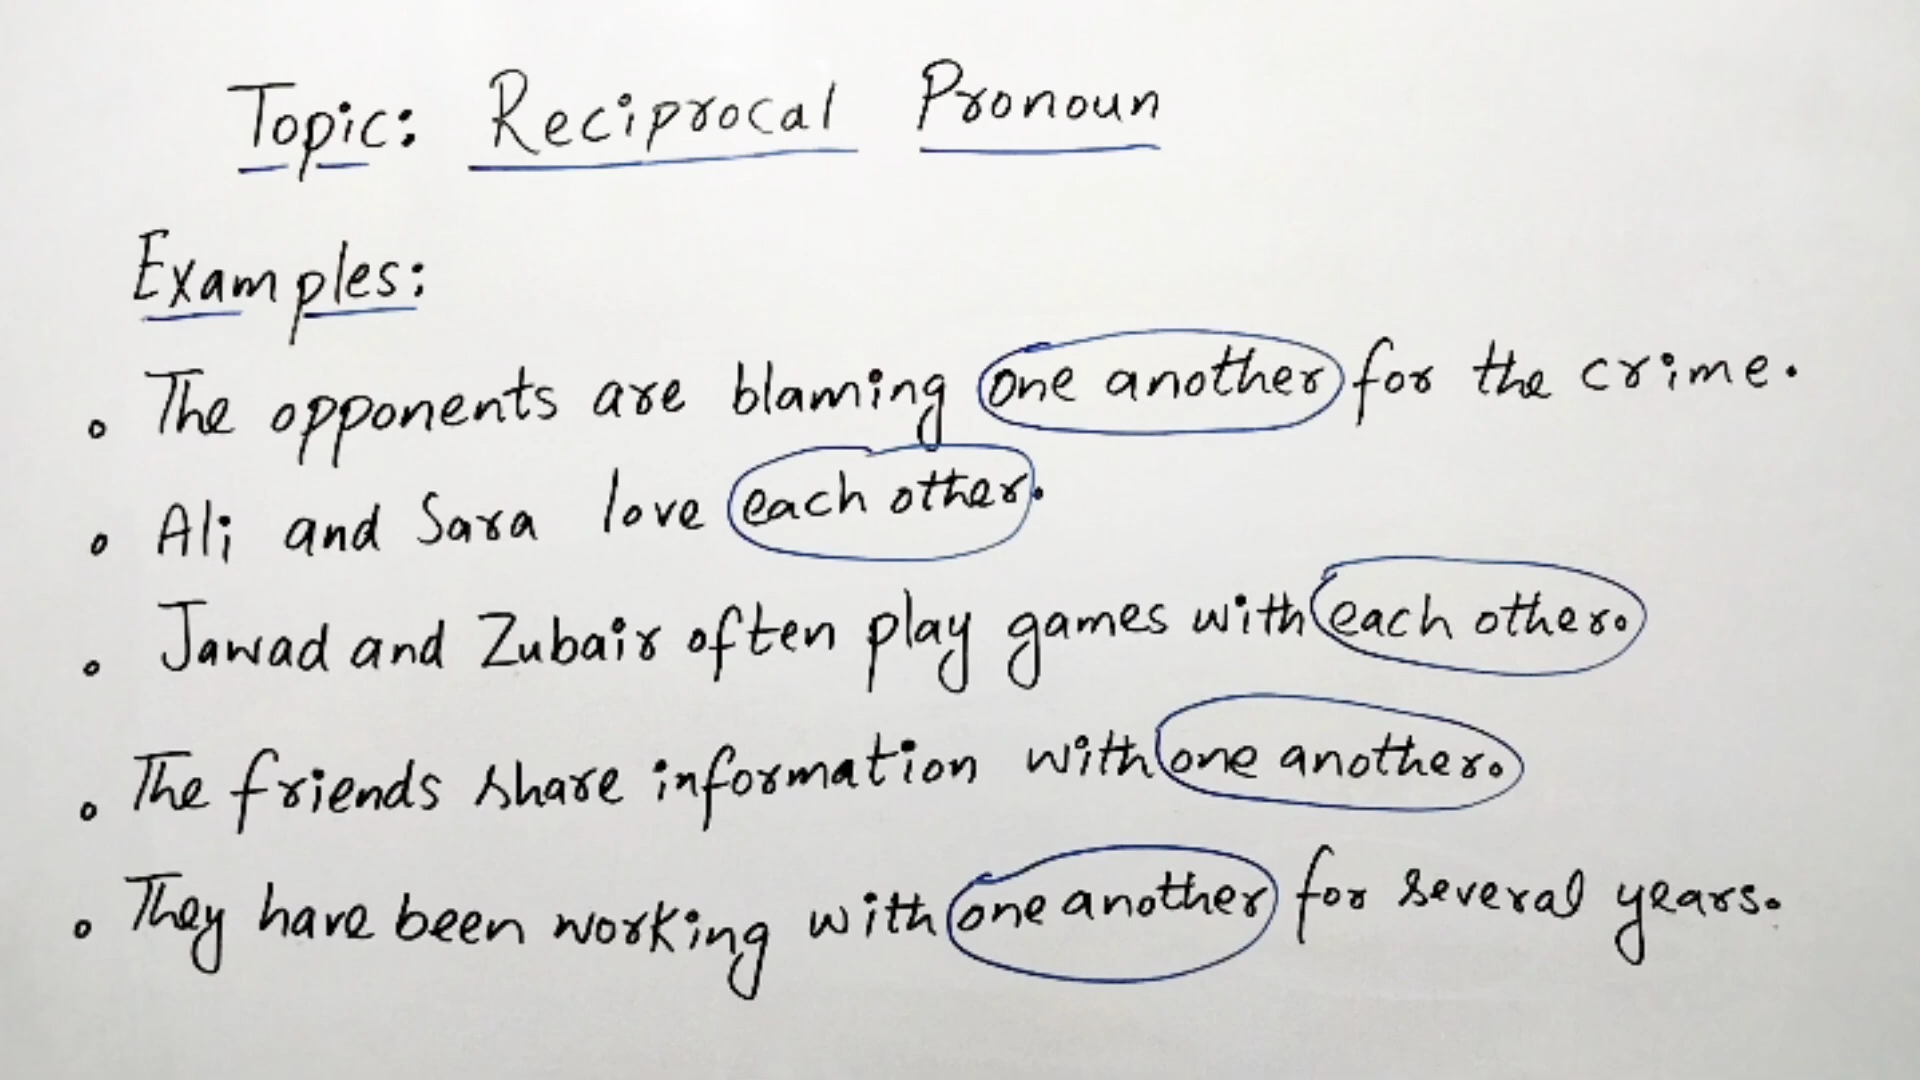 Topic: Reciprocal Pronoun
Examples:
The opponents are blaming one another for the crime.
Ali and Sara love each other.
Jawad and Zubair often play games with each other.
The friends share information with one another.
They have been working with one another for several years.